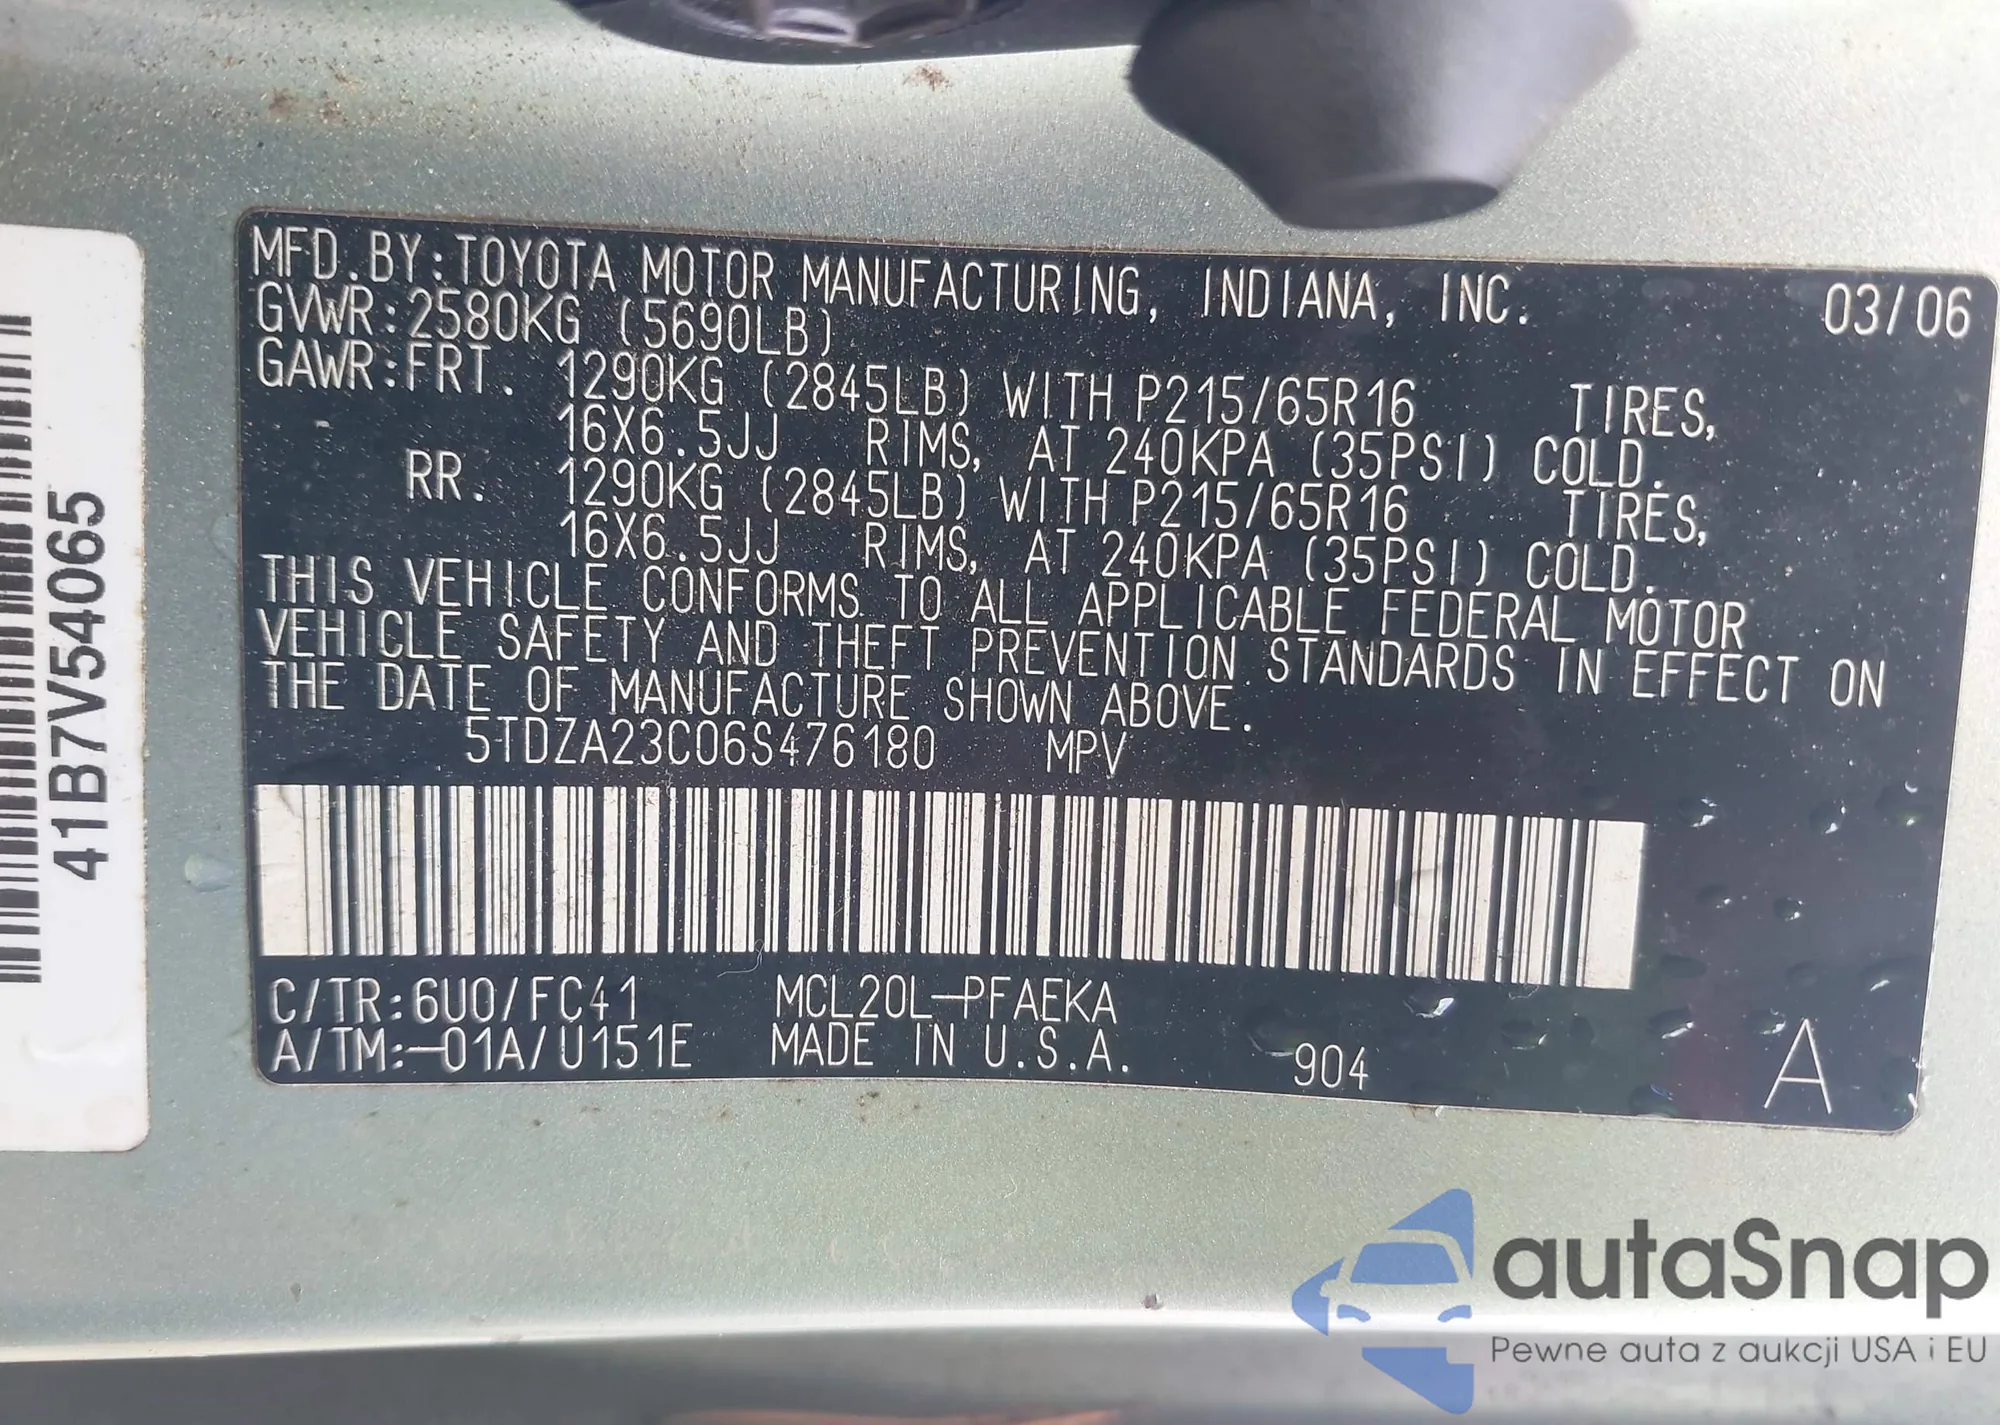 MFD.BY:TOYOTA MOTOR MANUFACTURING, INDIANA, INC. 03/06
GVWR:2580KG (5690LB)
GAWR:FRT. 1290KG (2845LB) WITH P215/65R16 TIRES,
16X6.5JJ RIMS, AT 240KPA (35PSI) COLD.
RR. 1290KG (2845LB) WITH P215/65R16 TIRES,
16X6.5JJ RIMS, AT 240KPA (35PSI) COLD.
THIS VEHICLE CONFORMS TO ALL APPLICABLE FEDERAL MOTOR
VEHICLE SAFETY AND THEFT PREVENTION STANDARDS IN EFFECT ON
THE DATE OF MANUFACTURE SHOWN ABOVE.
5TDZA23C06S476180 MPV
C/TR:6U0/FC41 MCL20L-PFAEKA
A/TM:-01A/U151E MADE IN U.S.A. 904 A
41B7V54065
autaSnap
Pewne auta z aukcji USA i EU